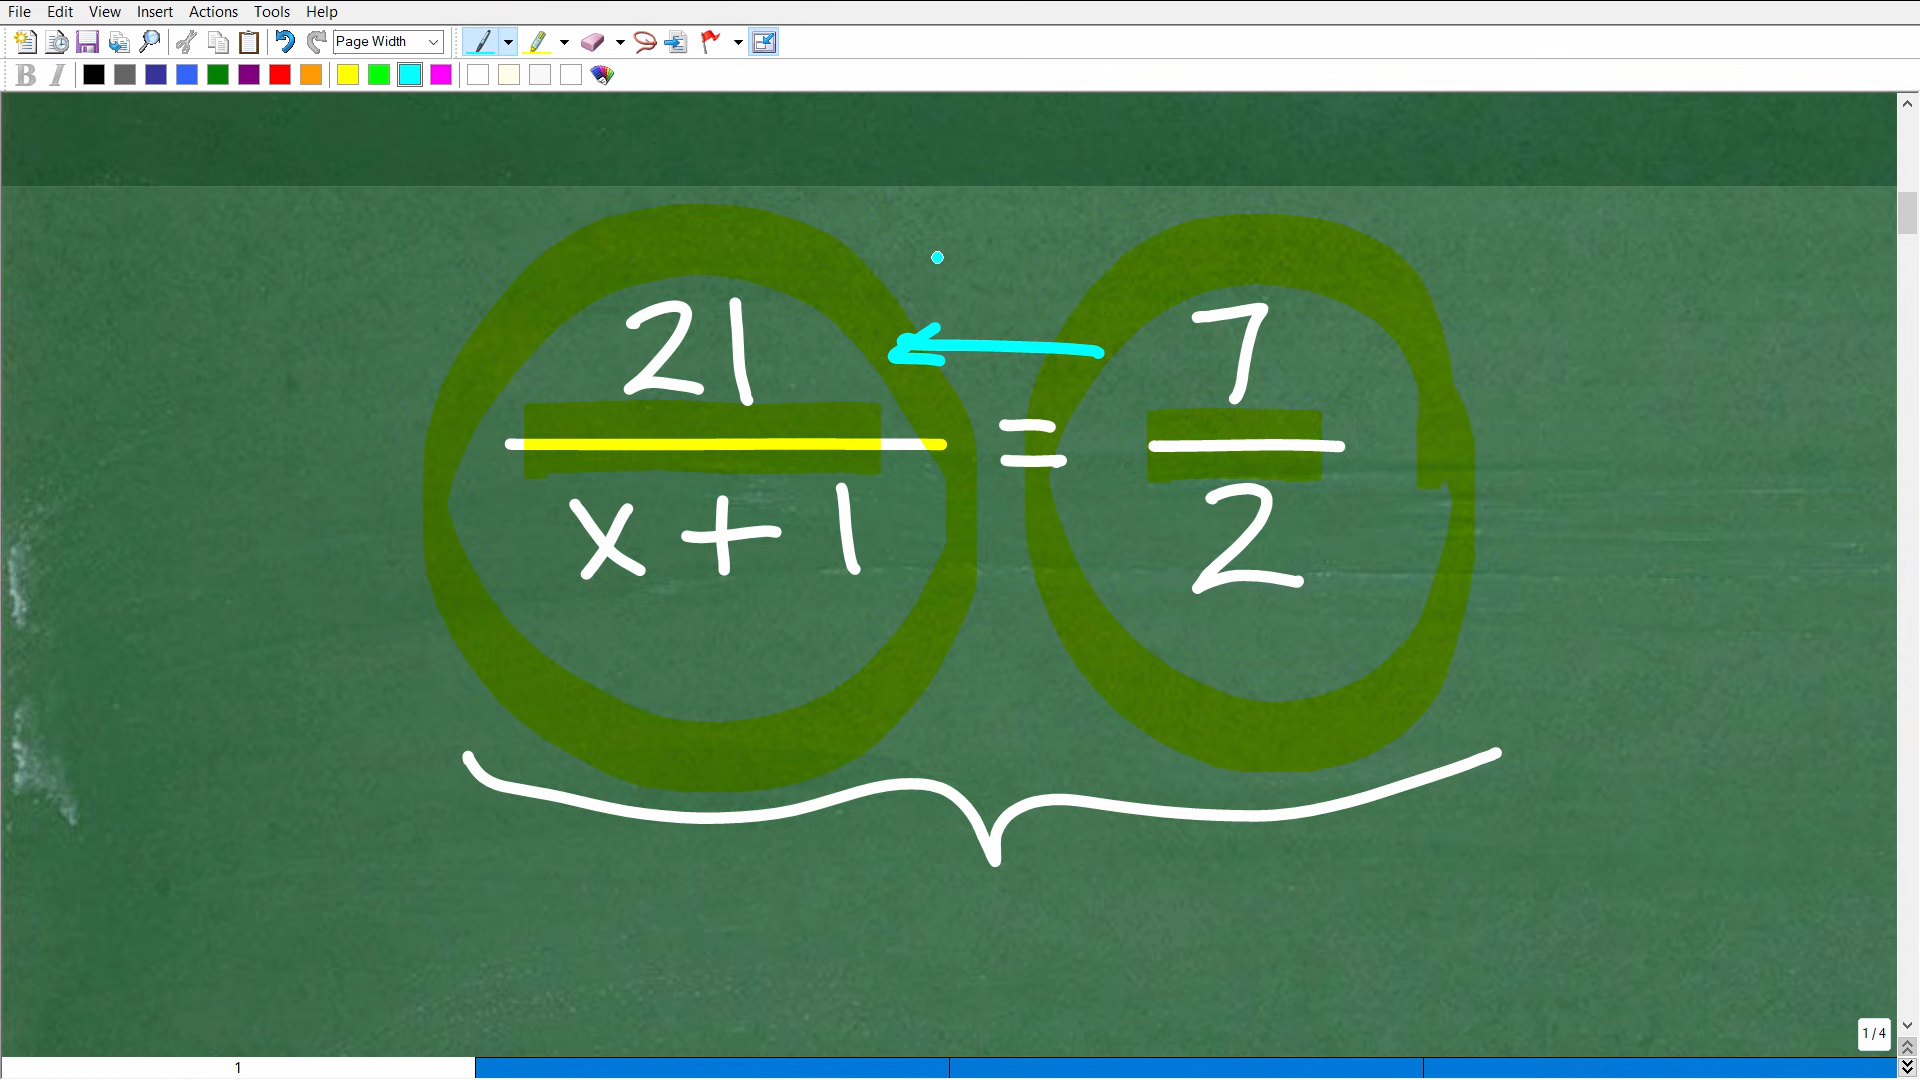 File Edit View Insert Actions Tools Help
Page Width
B I
21 7
= 
x + 1 2
1 / 4
1